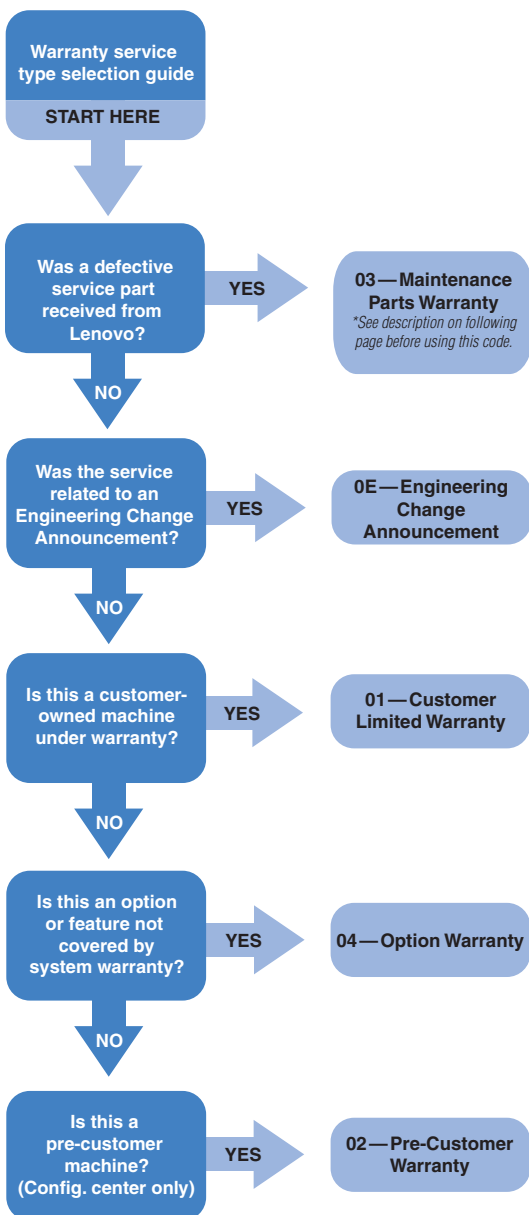 Warranty service
type selection guide
START HERE
Was a defective
service part
received from
Lenovo?
YES
03—Maintenance
Parts Warranty
*See description on following
page before using this code.
NO
Was the service
related to an
Engineering Change
Announcement?
YES
0E—Engineering
Change
Announcement
NO
Is this a customer-
owned machine
under warranty?
YES
01—Customer
Limited Warranty
NO
Is this an option
or feature not
covered by
system warranty?
YES
04—Option Warranty
NO
Is this a
pre-customer
machine?
(Config. center only)
YES
02—Pre-Customer
Warranty